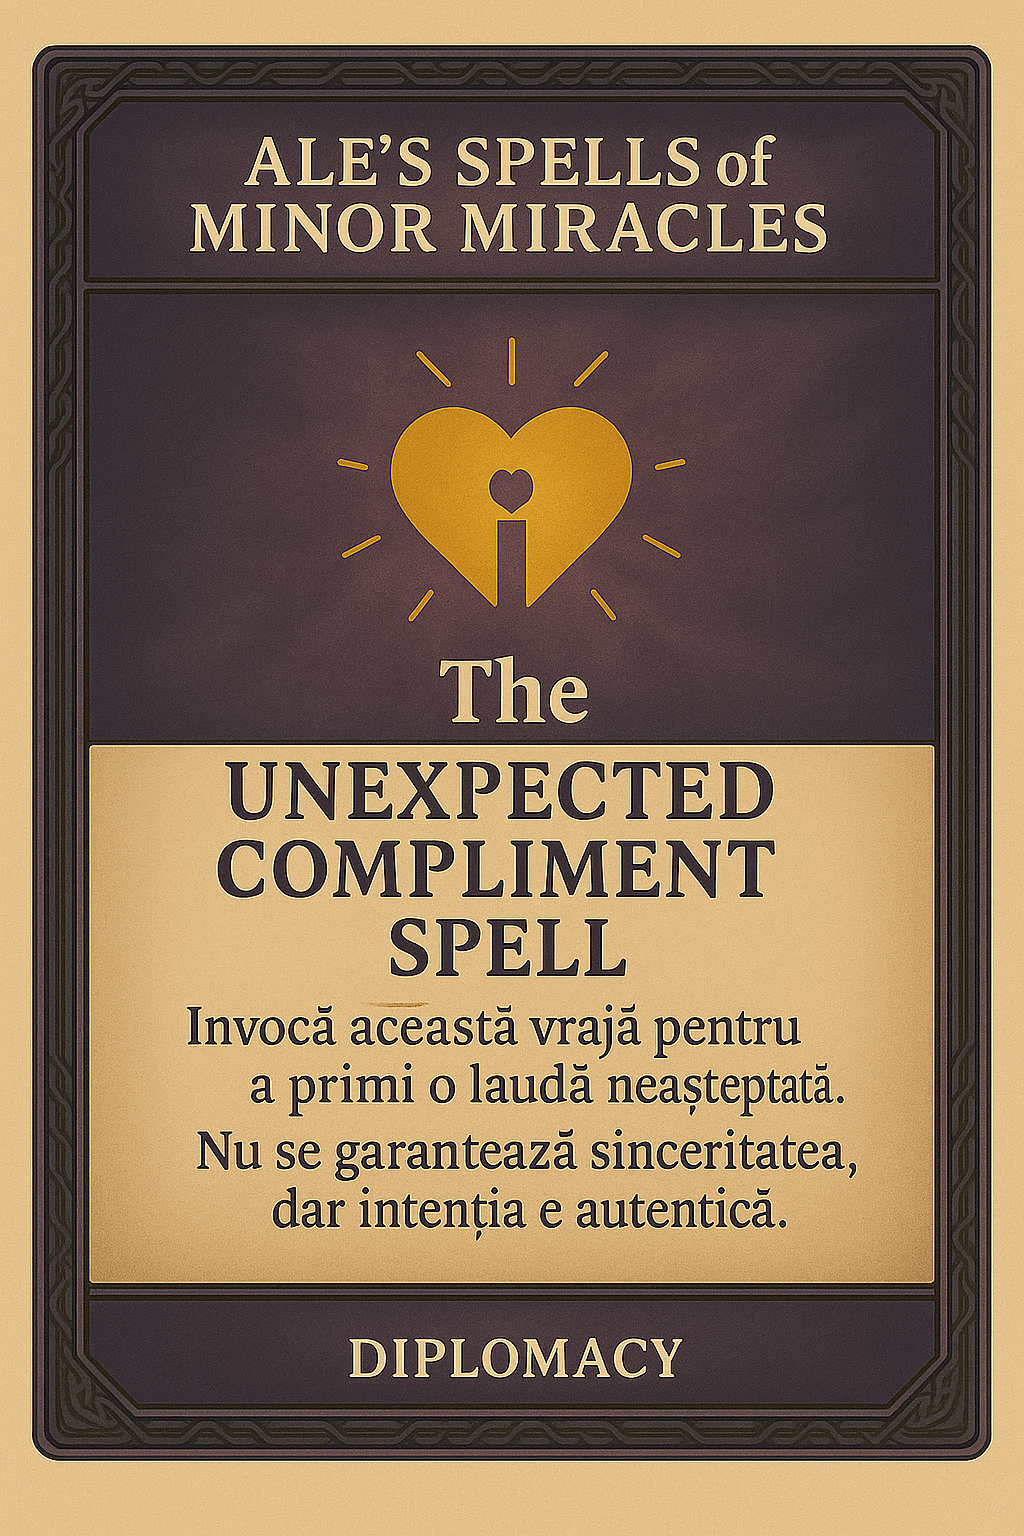 ALE’S SPELLS of
MINOR MIRACLES
The
UNEXPECTED
COMPLIMENT
SPELL
Invocă această vrajă pentru
a primi o laudă neașteptată.
Nu se garantează sinceritatea,
dar intenția e autentică.
DIPLOMACY